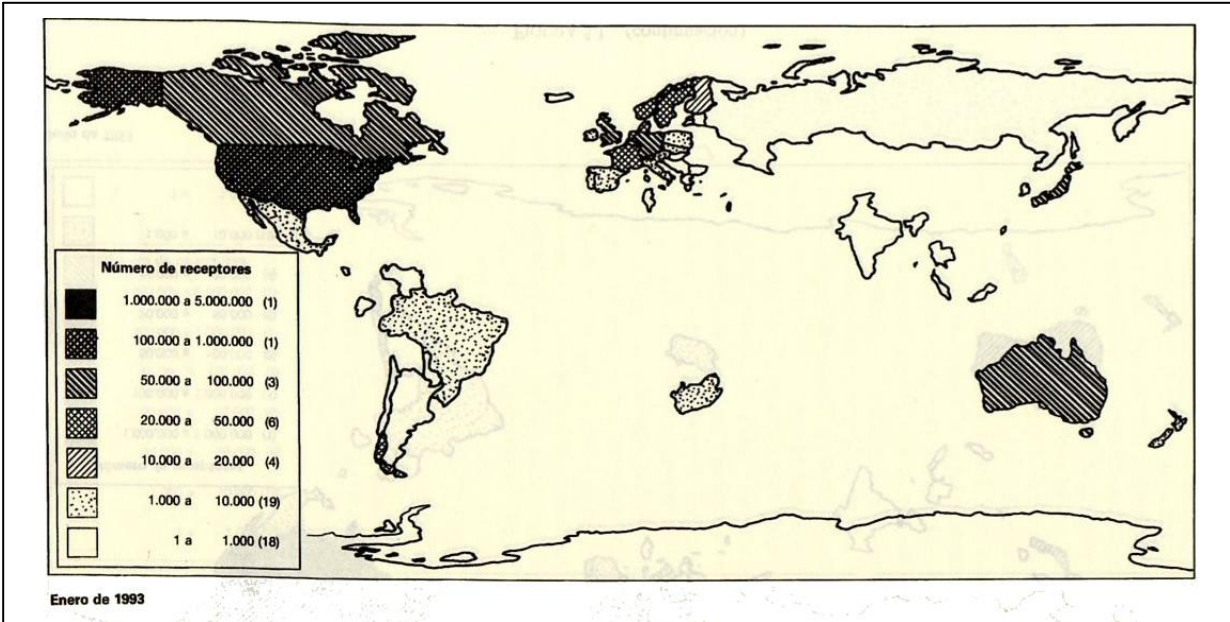 Número de receptores
1.000.000 a 5.000.000 (1)
100.000 a 1.000.000 (1)
50.000 a 100.000 (3)
20.000 a 50.000 (6)
10.000 a 20.000 (4)
1.000 a 10.000 (19)
1 a 1.000 (18)
Enero de 1993